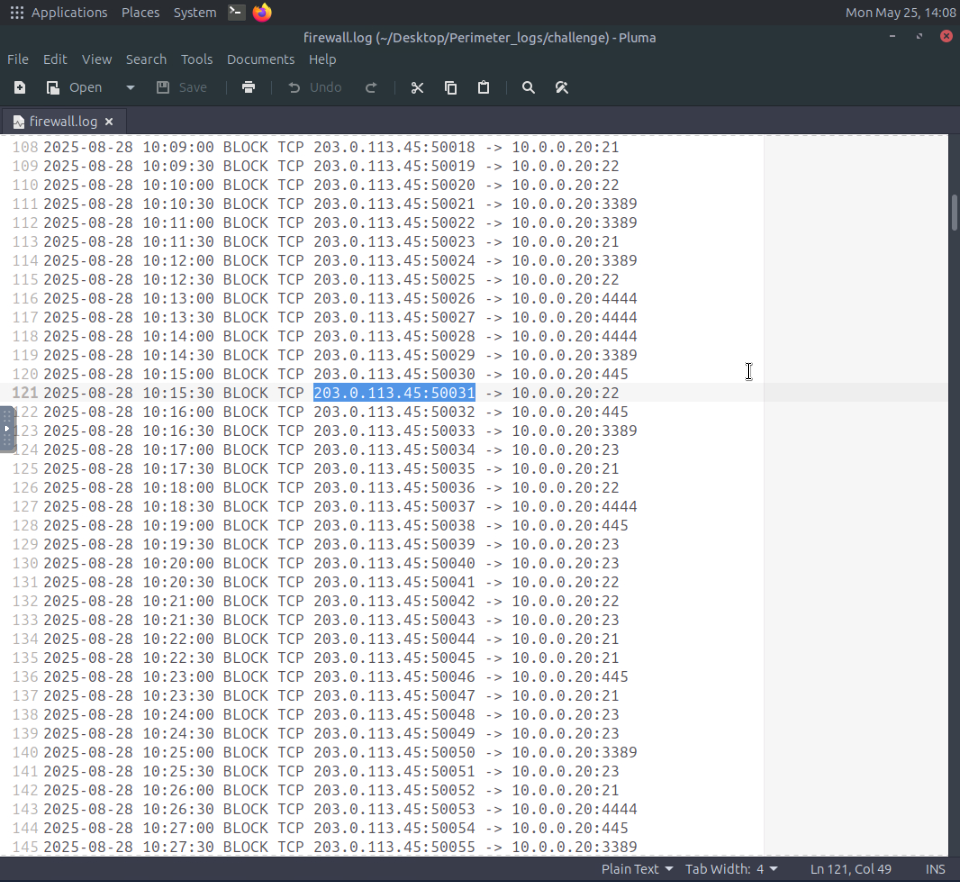 Applications Places System Mon May 25, 14:08
firewall.log (~/Desktop/Perimeter_logs/challenge) - Pluma
File Edit View Search Tools Documents Help
Open Save Undo
firewall.log
108 2025-08-28 10:09:00 BLOCK TCP 203.0.113.45:50018 -> 10.0.0.20:21
109 2025-08-28 10:09:30 BLOCK TCP 203.0.113.45:50019 -> 10.0.0.20:22
110 2025-08-28 10:10:00 BLOCK TCP 203.0.113.45:50020 -> 10.0.0.20:22
111 2025-08-28 10:10:30 BLOCK TCP 203.0.113.45:50021 -> 10.0.0.20:3389
112 2025-08-28 10:11:00 BLOCK TCP 203.0.113.45:50022 -> 10.0.0.20:3389
113 2025-08-28 10:11:30 BLOCK TCP 203.0.113.45:50023 -> 10.0.0.20:21
114 2025-08-28 10:12:00 BLOCK TCP 203.0.113.45:50024 -> 10.0.0.20:3389
115 2025-08-28 10:12:30 BLOCK TCP 203.0.113.45:50025 -> 10.0.0.20:22
116 2025-08-28 10:13:00 BLOCK TCP 203.0.113.45:50026 -> 10.0.0.20:4444
117 2025-08-28 10:13:30 BLOCK TCP 203.0.113.45:50027 -> 10.0.0.20:4444
118 2025-08-28 10:14:00 BLOCK TCP 203.0.113.45:50028 -> 10.0.0.20:4444
119 2025-08-28 10:14:30 BLOCK TCP 203.0.113.45:50029 -> 10.0.0.20:3389
120 2025-08-28 10:15:00 BLOCK TCP 203.0.113.45:50030 -> 10.0.0.20:445
121 2025-08-28 10:15:30 BLOCK TCP 203.0.113.45:50031 -> 10.0.0.20:22
122 2025-08-28 10:16:00 BLOCK TCP 203.0.113.45:50032 -> 10.0.0.20:445
123 2025-08-28 10:16:30 BLOCK TCP 203.0.113.45:50033 -> 10.0.0.20:3389
124 2025-08-28 10:17:00 BLOCK TCP 203.0.113.45:50034 -> 10.0.0.20:23
125 2025-08-28 10:17:30 BLOCK TCP 203.0.113.45:50035 -> 10.0.0.20:21
126 2025-08-28 10:18:00 BLOCK TCP 203.0.113.45:50036 -> 10.0.0.20:22
127 2025-08-28 10:18:30 BLOCK TCP 203.0.113.45:50037 -> 10.0.0.20:4444
128 2025-08-28 10:19:00 BLOCK TCP 203.0.113.45:50038 -> 10.0.0.20:445
129 2025-08-28 10:19:30 BLOCK TCP 203.0.113.45:50039 -> 10.0.0.20:23
130 2025-08-28 10:20:00 BLOCK TCP 203.0.113.45:50040 -> 10.0.0.20:23
131 2025-08-28 10:20:30 BLOCK TCP 203.0.113.45:50041 -> 10.0.0.20:22
132 2025-08-28 10:21:00 BLOCK TCP 203.0.113.45:50042 -> 10.0.0.20:22
133 2025-08-28 10:21:30 BLOCK TCP 203.0.113.45:50043 -> 10.0.0.20:23
134 2025-08-28 10:22:00 BLOCK TCP 203.0.113.45:50044 -> 10.0.0.20:21
135 2025-08-28 10:22:30 BLOCK TCP 203.0.113.45:50045 -> 10.0.0.20:21
136 2025-08-28 10:23:00 BLOCK TCP 203.0.113.45:50046 -> 10.0.0.20:445
137 2025-08-28 10:23:30 BLOCK TCP 203.0.113.45:50047 -> 10.0.0.20:21
138 2025-08-28 10:24:00 BLOCK TCP 203.0.113.45:50048 -> 10.0.0.20:23
139 2025-08-28 10:24:30 BLOCK TCP 203.0.113.45:50049 -> 10.0.0.20:23
140 2025-08-28 10:25:00 BLOCK TCP 203.0.113.45:50050 -> 10.0.0.20:3389
141 2025-08-28 10:25:30 BLOCK TCP 203.0.113.45:50051 -> 10.0.0.20:23
142 2025-08-28 10:26:00 BLOCK TCP 203.0.113.45:50052 -> 10.0.0.20:21
143 2025-08-28 10:26:30 BLOCK TCP 203.0.113.45:50053 -> 10.0.0.20:4444
144 2025-08-28 10:27:00 BLOCK TCP 203.0.113.45:50054 -> 10.0.0.20:445
145 2025-08-28 10:27:30 BLOCK TCP 203.0.113.45:50055 -> 10.0.0.20:3389
Plain Text Tab Width: 4 Ln 121, Col 49 INS